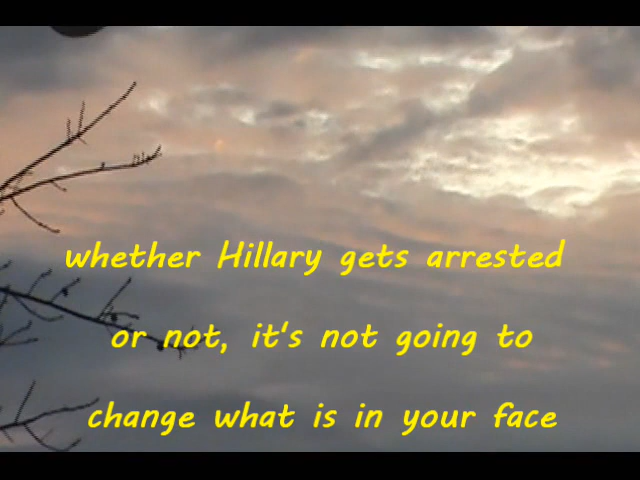 whether Hillary gets arrested
or not, it's not going to
change what is in your face